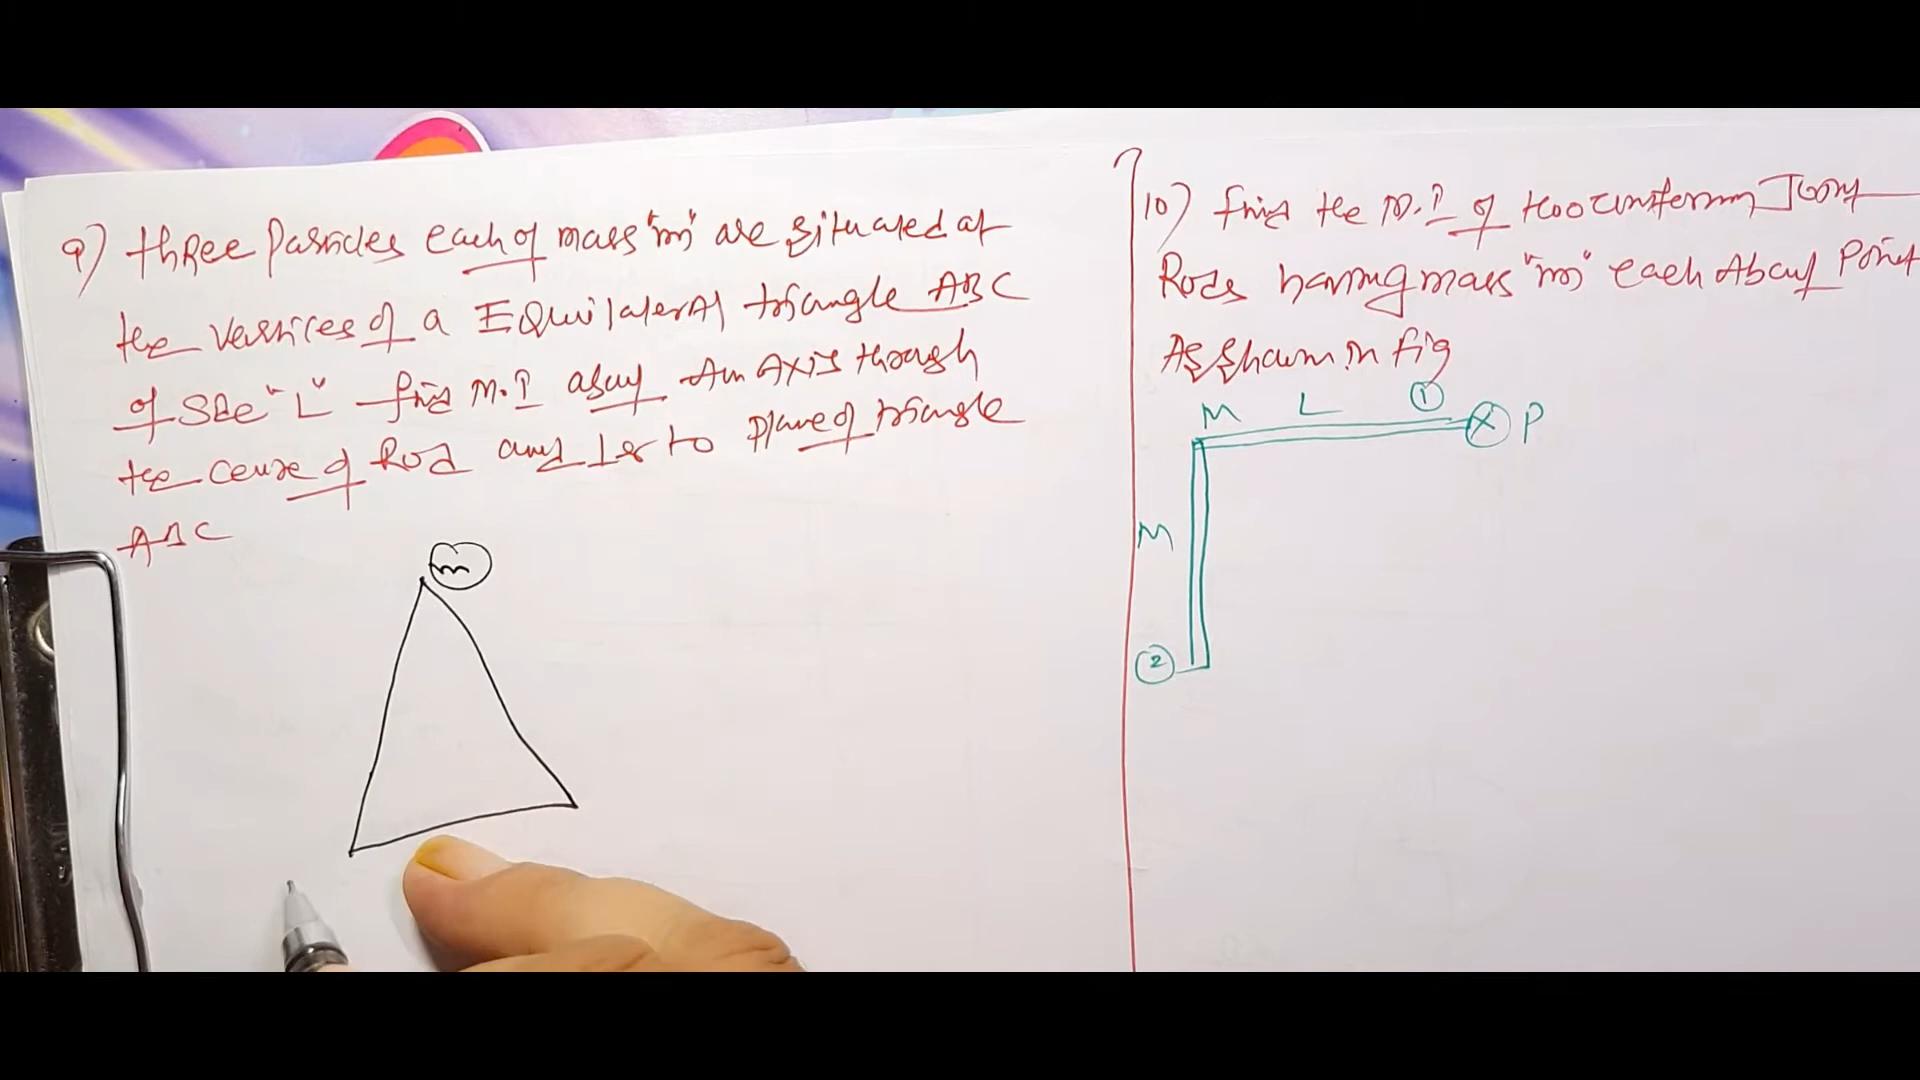 9) three Particles each of mass "m" are situated at
the vertices of a Equilateral triangle ABC
of Side "L" find M.I about An Axis through
the centre of Rod and ⊥er to plane of triangle
ABC
m
10) find the M.I of two uniform
Rods having mass "m" each About Point
As shown in fig
M L 1 X P
M
2